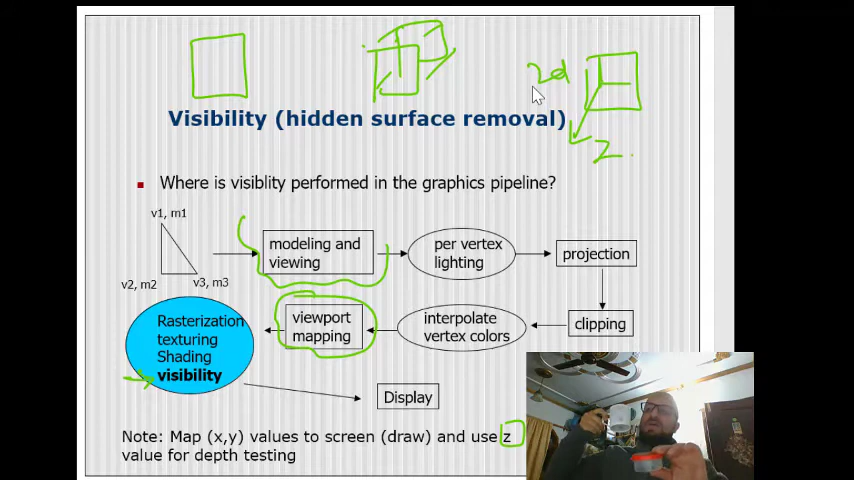 2d
Visibility (hidden surface removal)
Z.
Where is visiblity performed in the graphics pipeline?
v1, m1
v2, m2
v3, m3
modeling and
viewing
per vertex
lighting
projection
clipping
interpolate
vertex colors
viewport
mapping
Rasterization
texturing
Shading
visibility
Display
Note: Map (x,y) values to screen (draw) and use z
value for depth testing